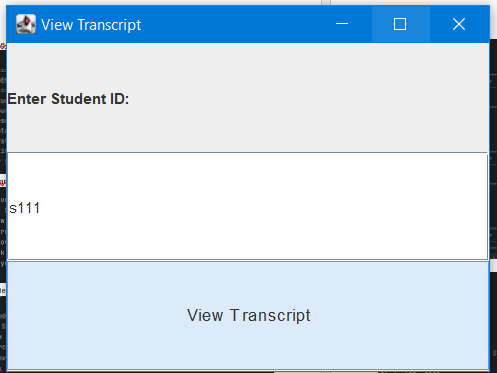 View Transcript
Enter Student ID:
s111
View Transcript